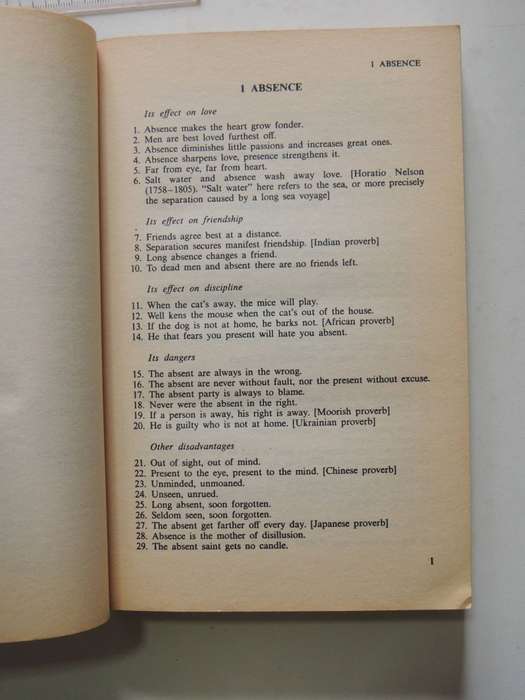 1 ABSENCE
1 ABSENCE
Its effect on love
1. Absence makes the heart grow fonder.
2. Men are best loved furthest off.
3. Absence diminishes little passions and increases great ones.
4. Absence sharpens love, presence strengthens it.
5. Far from eye, far from heart.
6. Salt water and absence wash away love. [Horatio Nelson
(1758–1805). "Salt water" here refers to the sea, or more precisely
the separation caused by a long sea voyage]
Its effect on friendship
7. Friends agree best at a distance.
8. Separation secures manifest friendship. [Indian proverb]
9. Long absence changes a friend.
10. To dead men and absent there are no friends left.
Its effect on discipline
11. When the cat's away, the mice will play.
12. Well kens the mouse when the cat's out of the house.
13. If the dog is not at home, he barks not. [African proverb]
14. He that fears you present will hate you absent.
Its dangers
15. The absent are always in the wrong.
16. The absent are never without fault, nor the present without excuse.
17. The absent party is always to blame.
18. Never were the absent in the right.
19. If a person is away, his right is away. [Moorish proverb]
20. He is guilty who is not at home. [Ukrainian proverb]
Other disadvantages
21. Out of sight, out of mind.
22. Present to the eye, present to the mind. [Chinese proverb]
23. Unminded, unmoaned.
24. Unseen, unrued.
25. Long absent, soon forgotten.
26. Seldom seen, soon forgotten.
27. The absent get farther off every day. [Japanese proverb]
28. Absence is the mother of disillusion.
29. The absent saint gets no candle.
1